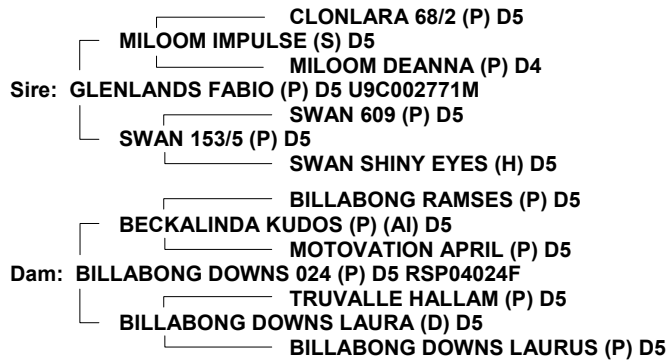 CLONLARA 68/2 (P) D5
MILOOM IMPULSE (S) D5
MILOOM DEANNA (P) D4
Sire: GLENLANDS FABIO (P) D5 U9C002771M
SWAN 609 (P) D5
SWAN 153/5 (P) D5
SWAN SHINY EYES (H) D5
BILLABONG RAMSES (P) D5
BECKALINDA KUDOS (P) (AI) D5
MOTOVATION APRIL (P) D5
Dam: BILLABONG DOWNS 024 (P) D5 RSP04024F
TRUVALLE HALLAM (P) D5
BILLABONG DOWNS LAURA (D) D5
BILLABONG DOWNS LAURUS (P) D5